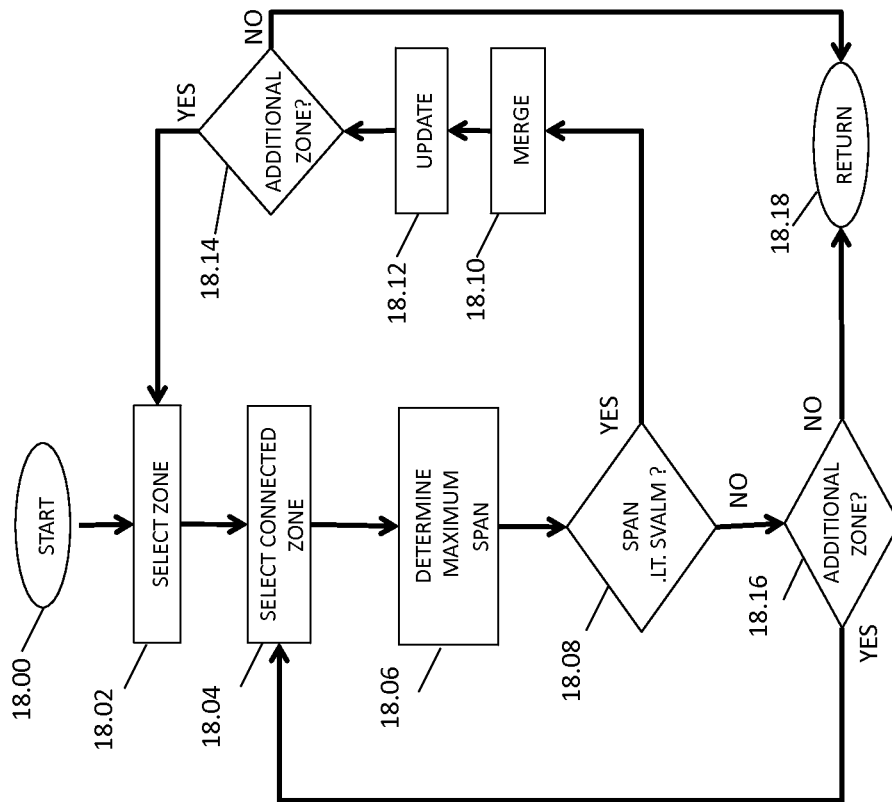 18.00
START
18.02
SELECT ZONE
18.04
SELECT CONNECTED
ZONE
18.06
DETERMINE
MAXIMUM
SPAN
18.08
SPAN
.LT. SVALM ?
YES
NO
18.16
ADDITIONAL
ZONE?
YES
NO
18.10
MERGE
18.12
UPDATE
18.14
ADDITIONAL
ZONE?
YES
NO
18.18
RETURN